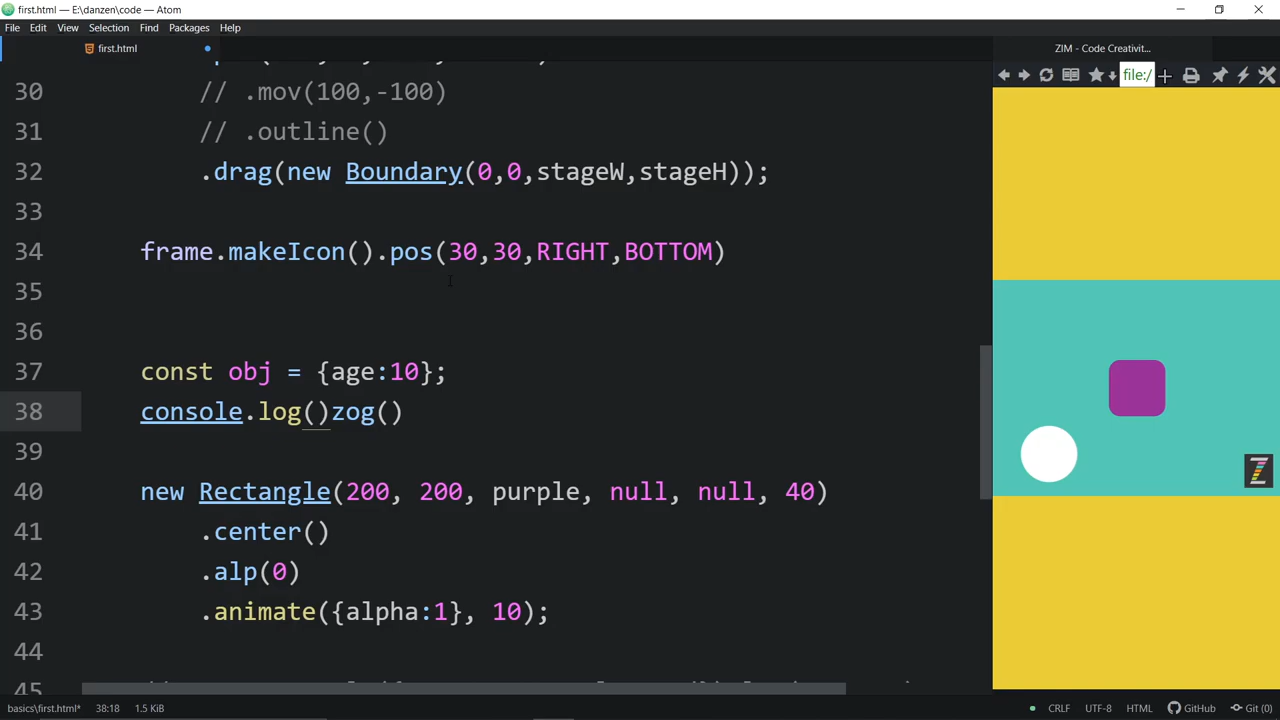 first.html — E:\danzen\code — Atom
File Edit View Selection Find Packages Help
first.html
ZIM - Code Creativit...
file:/
30 // .mov(100,-100)
31 // .outline()
32 .drag(new Boundary(0,0,stageW,stageH));
33
34 frame.makeIcon().pos(30,30,RIGHT,BOTTOM)
35
36
37 const obj = {age:10};
38 console.log()zog()
39
40 new Rectangle(200, 200, purple, null, null, 40)
41 .center()
42 .alp(0)
43 .animate({alpha:1}, 10);
44
45
basics\first.html* 38:18 1.5 KiB CRLF UTF-8 HTML GitHub Git (0)